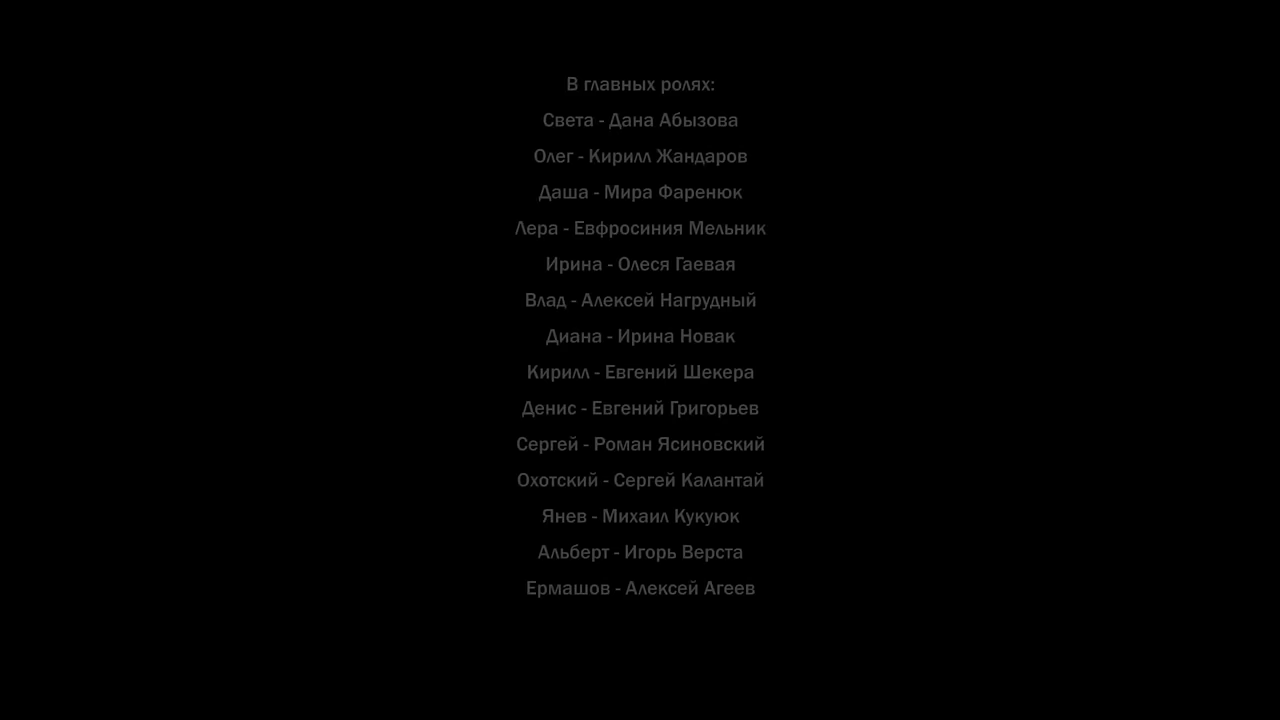 В главных ролях:
Света - Дана Абызова
Олег - Кирилл Жандаров
Даша - Мира Фаренюк
Лера - Евфросиния Мельник
Ирина - Олеся Гаевая
Влад - Алексей Нагрудный
Диана - Ирина Новак
Кирилл - Евгений Шекера
Денис - Евгений Григорьев
Сергей - Роман Ясиновский
Охотский - Сергей Калантай
Янев - Михаил Кукуюк
Альберт - Игорь Верста
Ермашов - Алексей Агеев